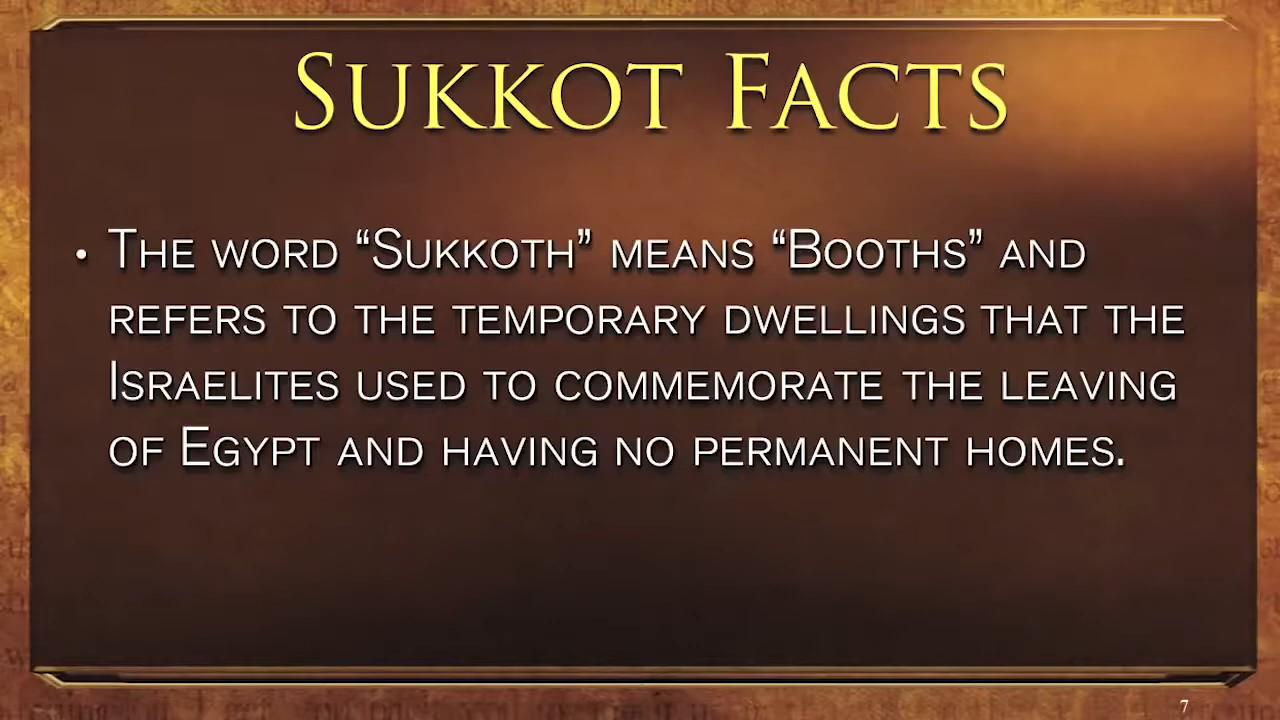 Sukkot Facts
• The word “Sukkoth” means “Booths” and
refers to the temporary dwellings that the
Israelites used to commemorate the leaving
of Egypt and having no permanent homes.
7